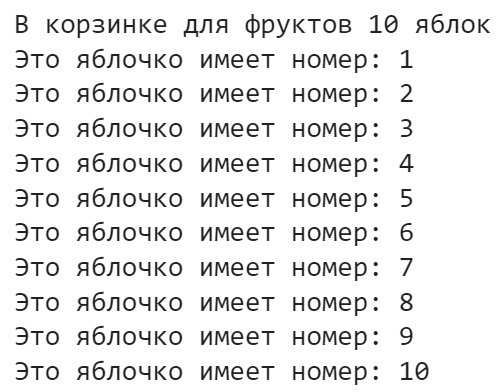 В корзинке для фруктов 10 яблок
Это яблочко имеет номер: 1
Это яблочко имеет номер: 2
Это яблочко имеет номер: 3
Это яблочко имеет номер: 4
Это яблочко имеет номер: 5
Это яблочко имеет номер: 6
Это яблочко имеет номер: 7
Это яблочко имеет номер: 8
Это яблочко имеет номер: 9
Это яблочко имеет номер: 10